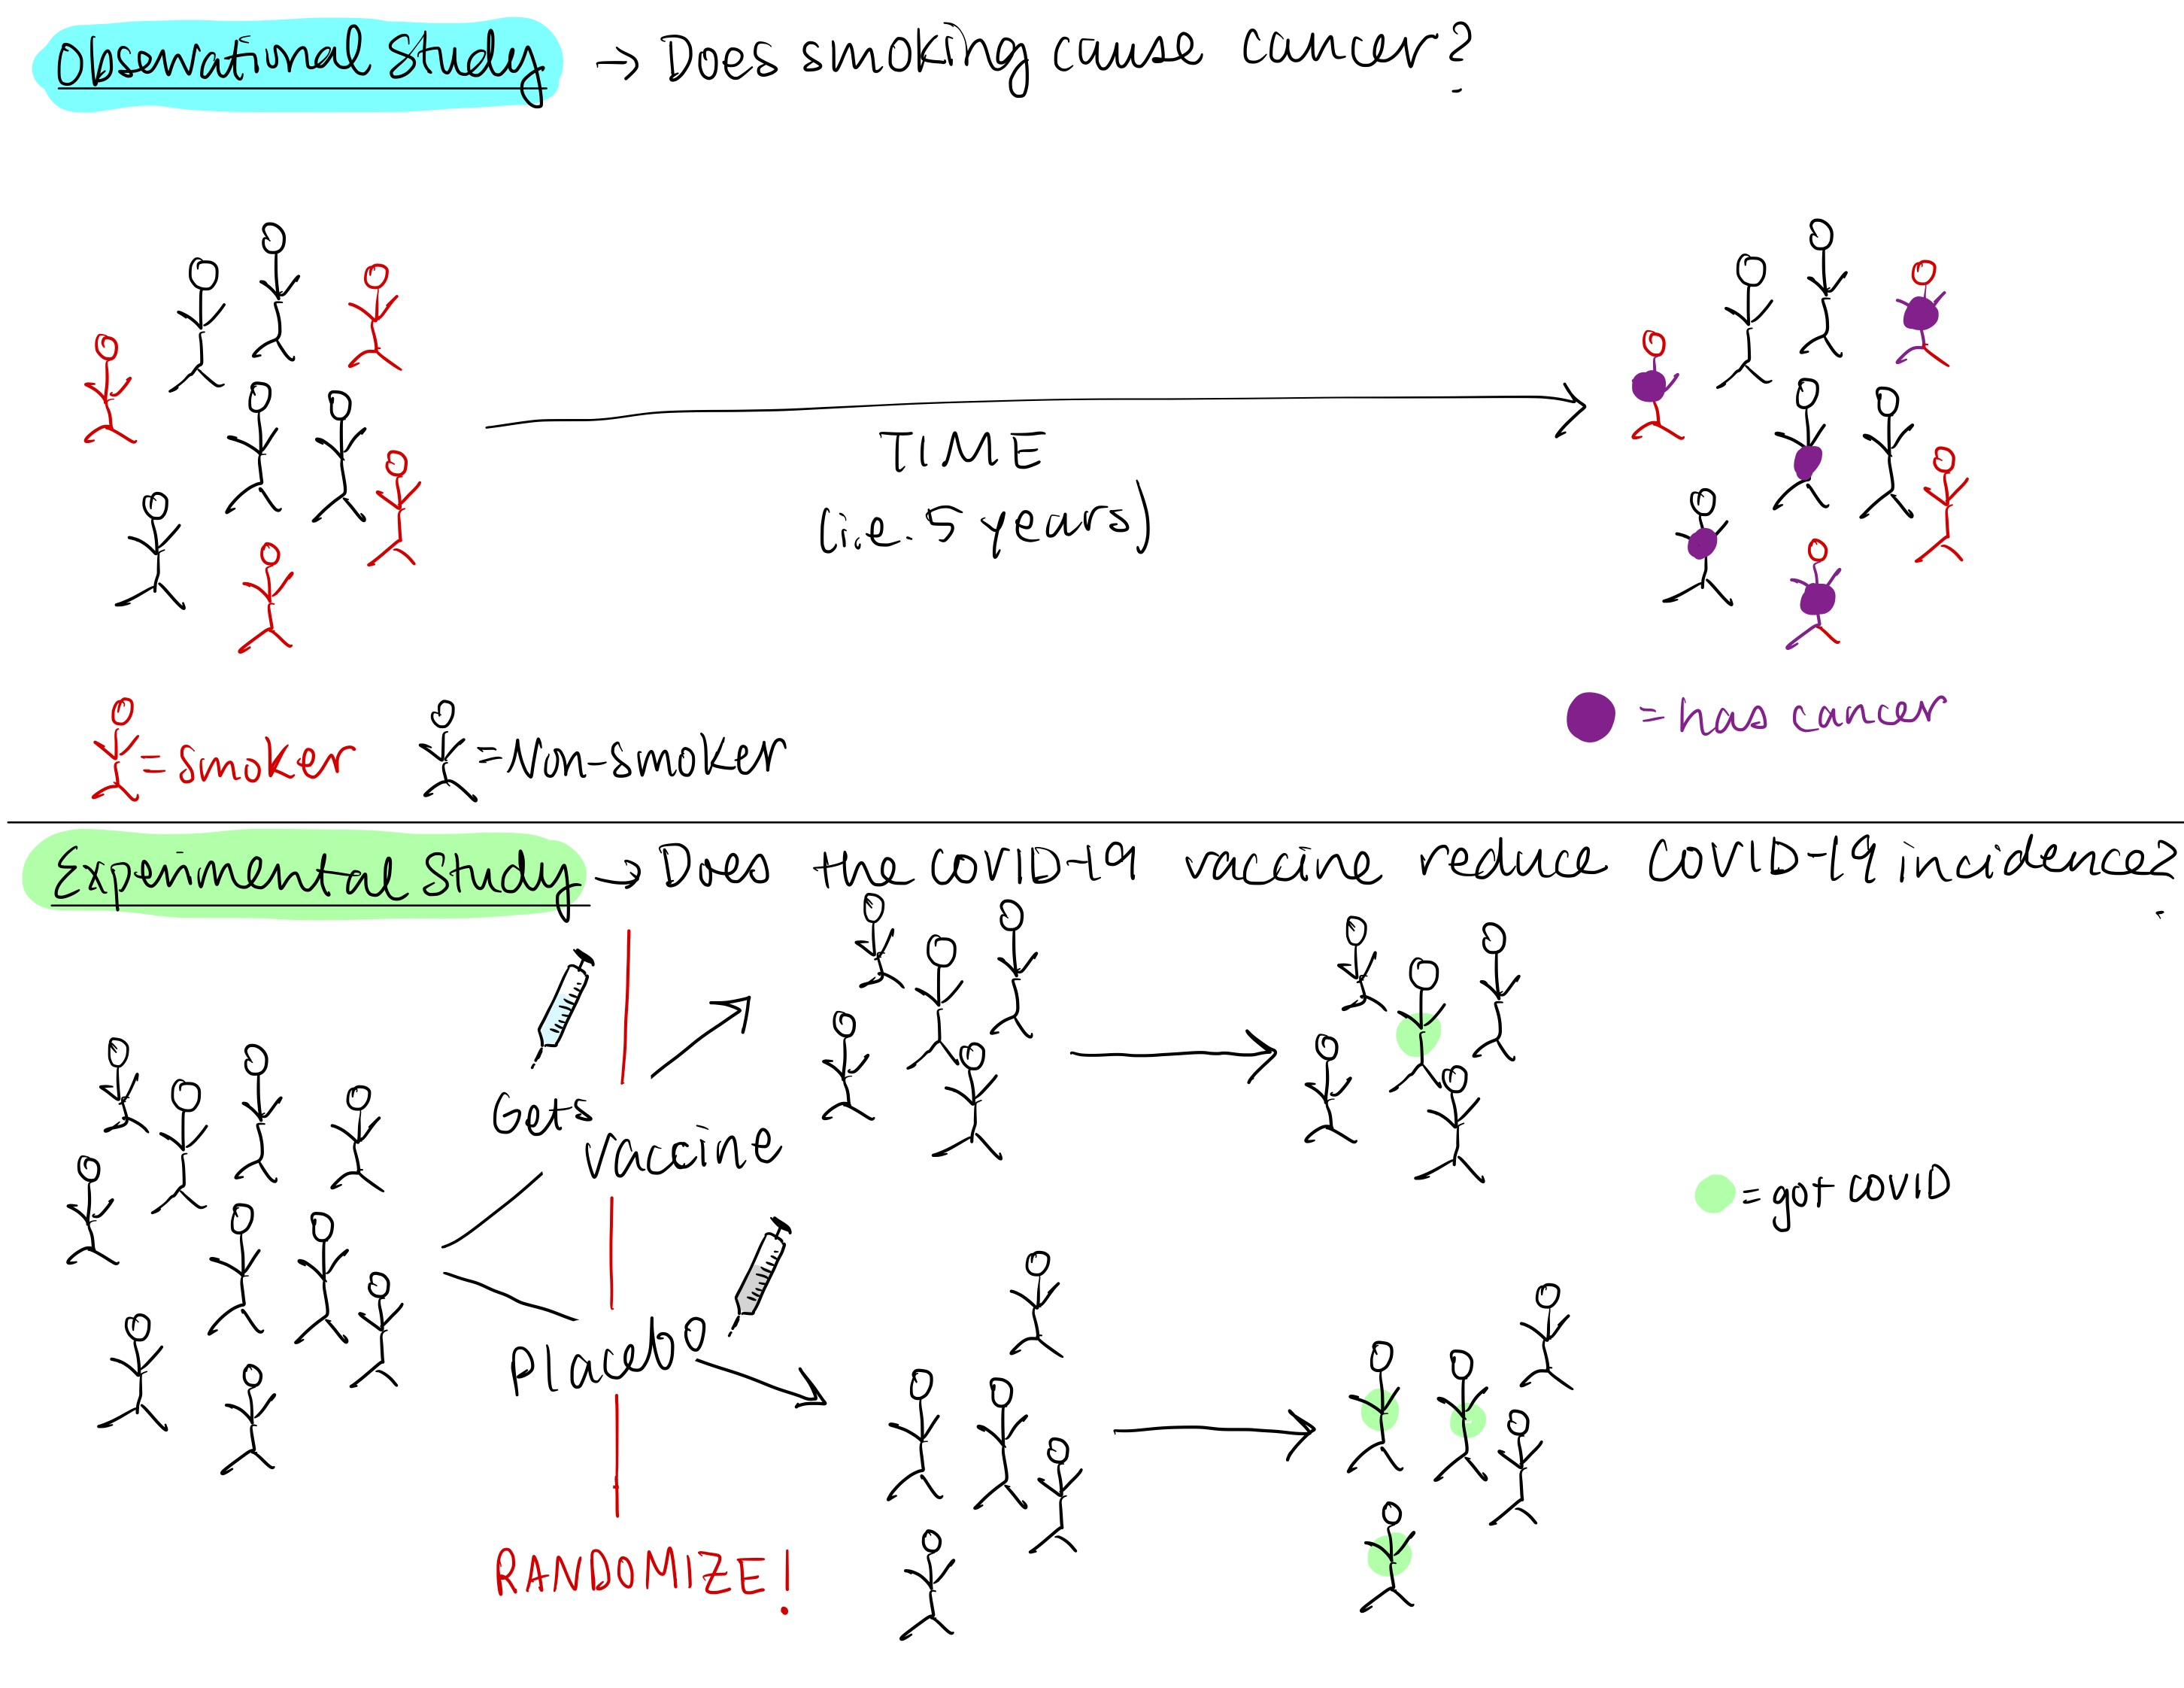 Observational Study → Does smoking cause cancer?
TIME
(i.e. 5 years)
= smoker
= Non-smoker
= has cancer
Experimental Study → Does the COVID-19 vaccine reduce COVID-19 incidence?
Gets
vaccine
= got COVID
Placebo
RANDOMIZE!